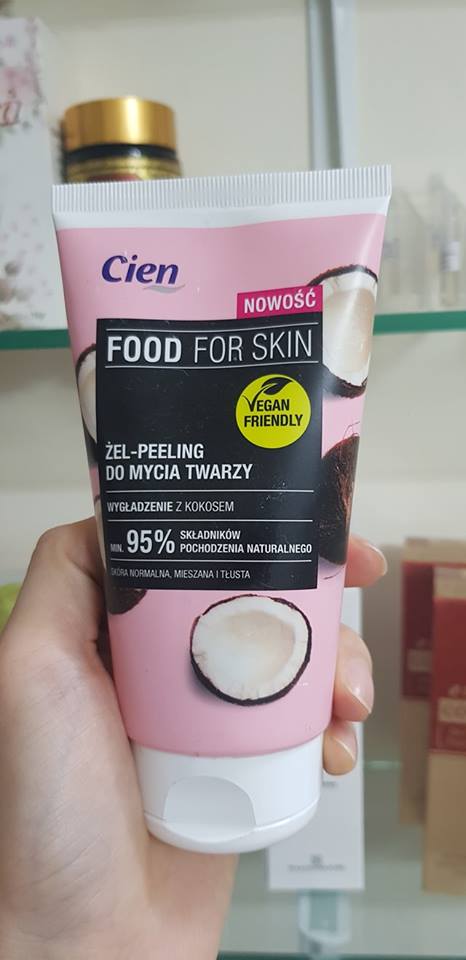 Cien
NOWOŚĆ
FOOD FOR SKIN
VEGAN
FRIENDLY
ŻEL-PEELING
DO MYCIA TWARZY
WYGŁADZENIE Z KOKOSEM
MIN. 95% SKŁADNIKÓW
POCHODZENIA NATURALNEGO
SKÓRA NORMALNA, MIESZANA I TŁUSTA